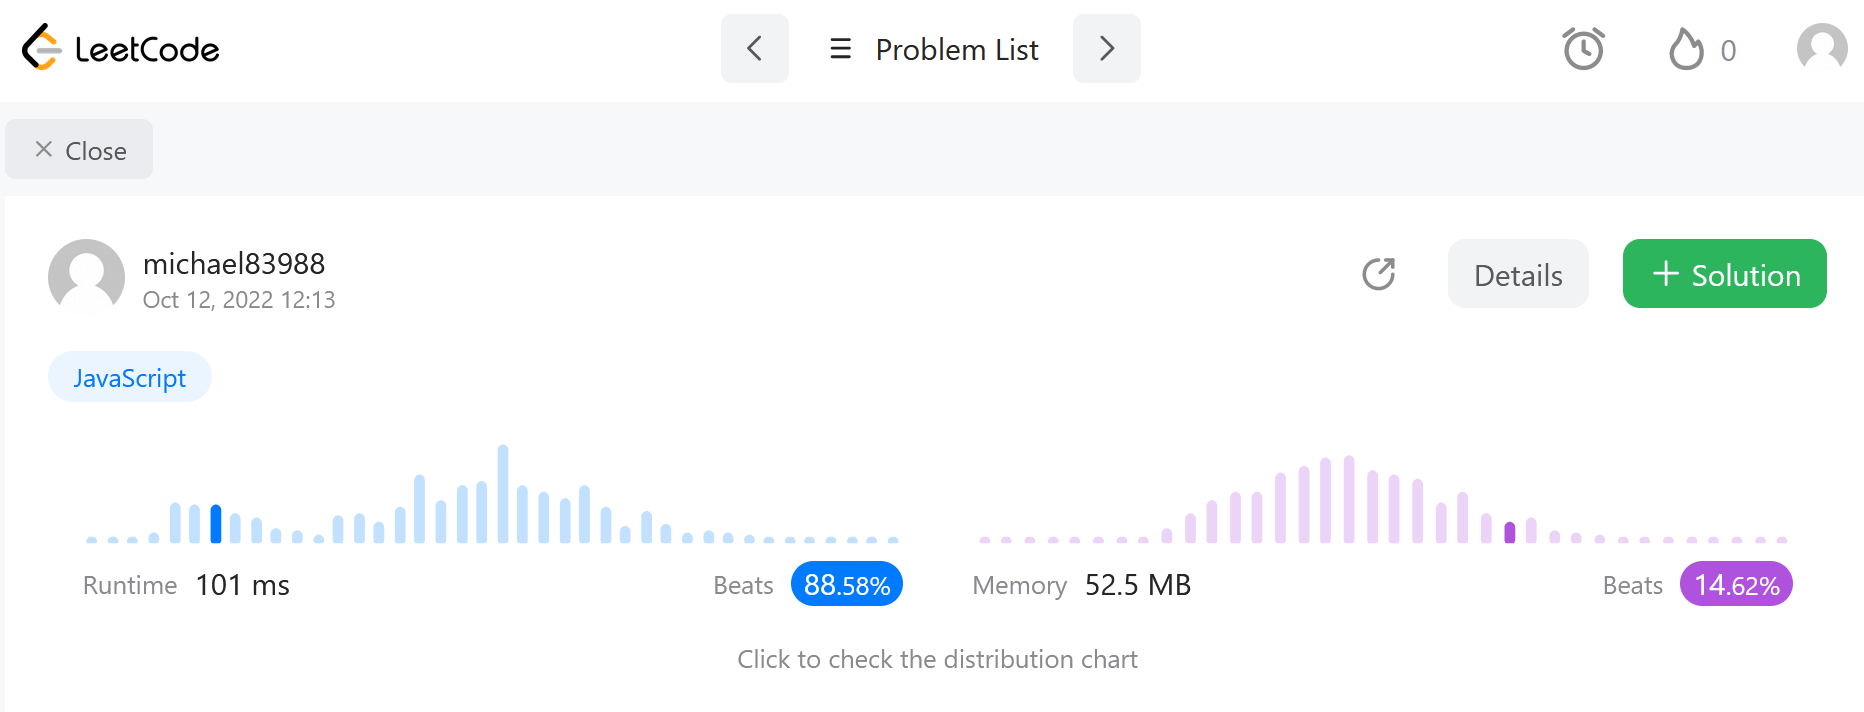 LeetCode
Problem List
0
Close
michael83988
Oct 12, 2022 12:13
Details
+ Solution
JavaScript
Runtime 101 ms Beats 88.58%
Memory 52.5 MB Beats 14.62%
Click to check the distribution chart